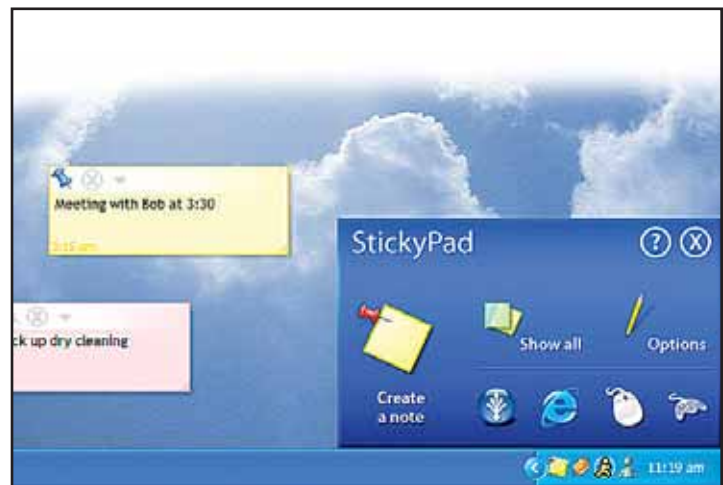 Meeting with Bob at 3:30
StickyPad
?
X
ck up dry cleaning
Show all
Options
Create
a note
11:19 am